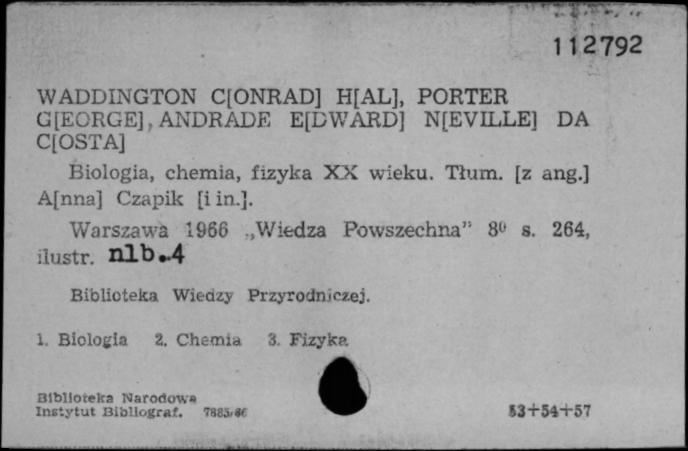 112792
WADDINGTON C[ONRAD] H[AL], PORTER
G[EORGE], ANDRADE E[DWARD] N[EVILLE] DA
C[OSTA]
Biologia, chemia, fizyka XX wieku. Tłum. [z ang.]
A[nna] Czapik [i in.].
Warszawa 1966 „Wiedza Powszechna” 8⁰ s. 264,
ilustr. nlb.4
Biblioteka Wiedzy Przyrodniczej.
1. Biologia 2. Chemia 3. Fizyka
Biblioteka Narodowa
Instytut Bibliograf. 7885/66
53+54+57